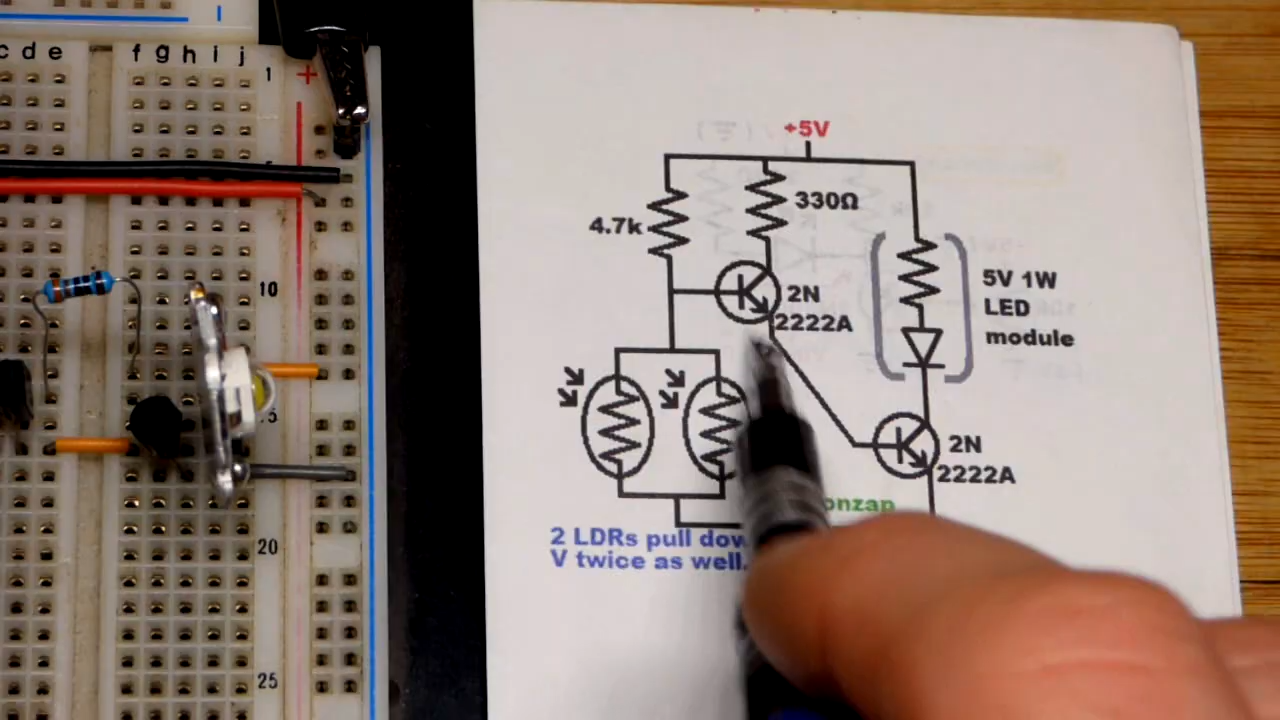 c d e f g h i j
1
+
10
15
20
25
+5V
330Ω
4.7k
2N
2222A
5V 1W
LED
module
2N
2222A
onzap
2 LDRs pull dow
V twice as well.